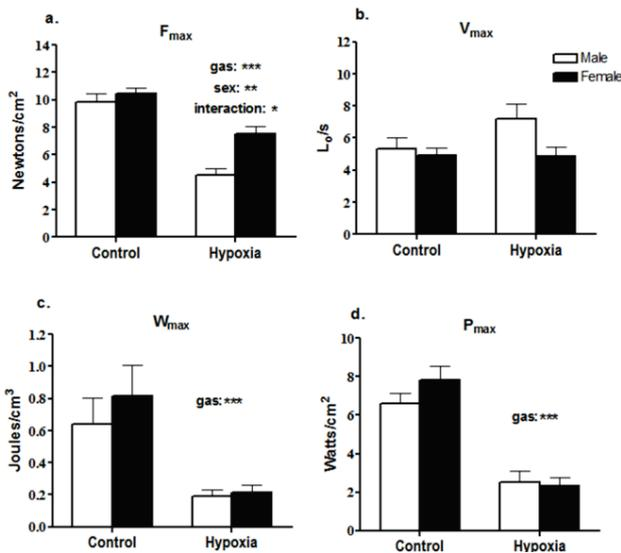 a.
Fmax
Newtons/cm²
14
12
10
8
6
4
2
0
gas: ***
sex: **
interaction: *
Control
Hypoxia
b.
Vmax
Lo/s
12
10
8
6
4
2
0
Male
Female
Control
Hypoxia
c.
Wmax
Joules/cm³
1.2
1.0
0.8
0.6
0.4
0.2
0.0
gas: ***
Control
Hypoxia
d.
Pmax
Watts/cm²
10
8
6
4
2
0
gas: ***
Control
Hypoxia